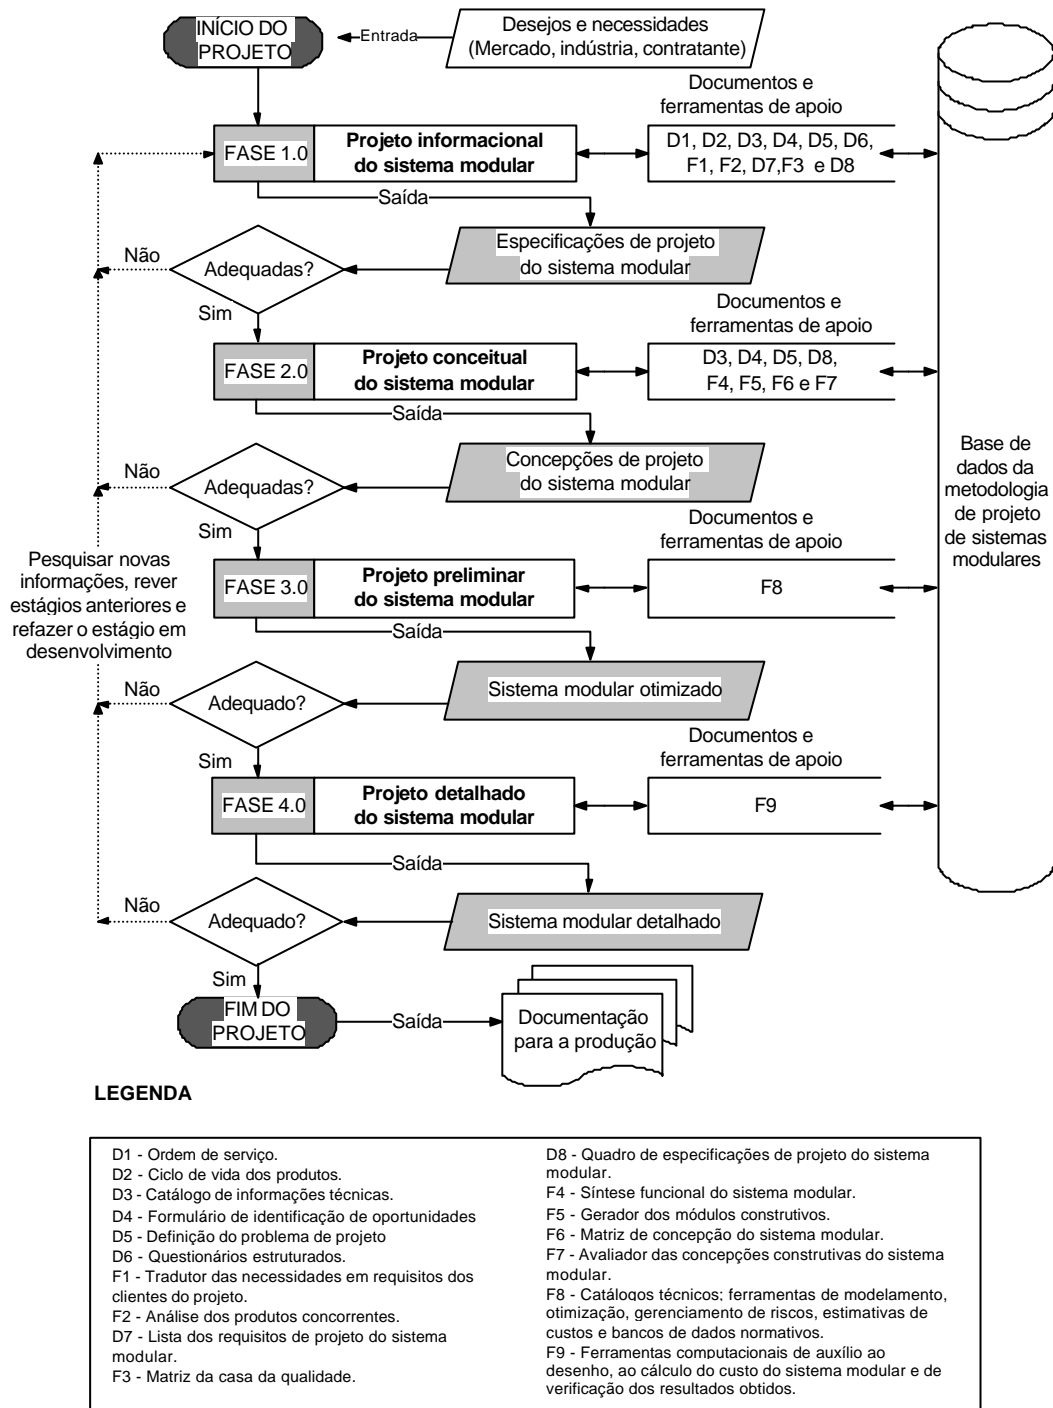 INÍCIO DO
PROJETO
Entrada
Desejos e necessidades
(Mercado, indústria, contratante)
Documentos e
ferramentas de apoio
FASE 1.0
Projeto informacional
do sistema modular
D1, D2, D3, D4, D5, D6,
F1, F2, D7,F3 e D8
Saída
Especificações de projeto
do sistema modular
Adequadas?
Não
Sim
Documentos e
ferramentas de apoio
FASE 2.0
Projeto conceitual
do sistema modular
D3, D4, D5, D8,
F4, F5, F6 e F7
Saída
Concepções de projeto
do sistema modular
Adequadas?
Não
Sim
Base de
dados da
metodologia
de projeto
de sistemas
modulares
Documentos e
ferramentas de apoio
Pesquisar novas
informações, rever
estágios anteriores e
refazer o estágio em
desenvolvimento
FASE 3.0
Projeto preliminar
do sistema modular
F8
Saída
Sistema modular otimizado
Adequado?
Não
Sim
Documentos e
ferramentas de apoio
FASE 4.0
Projeto detalhado
do sistema modular
F9
Saída
Sistema modular detalhado
Adequado?
Não
Sim
FIM DO
PROJETO
Saída
Documentação
para a produção
LEGENDA
D1 - Ordem de serviço.
D2 - Ciclo de vida dos produtos.
D3 - Catálogo de informações técnicas.
D4 - Formulário de identificação de oportunidades
D5 - Definição do problema de projeto
D6 - Questionários estruturados.
F1 - Tradutor das necessidades em requisitos dos
clientes do projeto.
F2 - Análise dos produtos concorrentes.
D7 - Lista dos requisitos de projeto do sistema
modular.
F3 - Matriz da casa da qualidade.
D8 - Quadro de especificações de projeto do sistema
modular.
F4 - Síntese funcional do sistema modular.
F5 - Gerador dos módulos construtivos.
F6 - Matriz de concepção do sistema modular.
F7 - Avaliador das concepções construtivas do sistema
modular.
F8 - Catálogos técnicos; ferramentas de modelamento,
otimização, gerenciamento de riscos, estimativas de
custos e bancos de dados normativos.
F9 - Ferramentas computacionais de auxílio ao
desenho, ao cálculo do custo do sistema modular e de
verificação dos resultados obtidos.